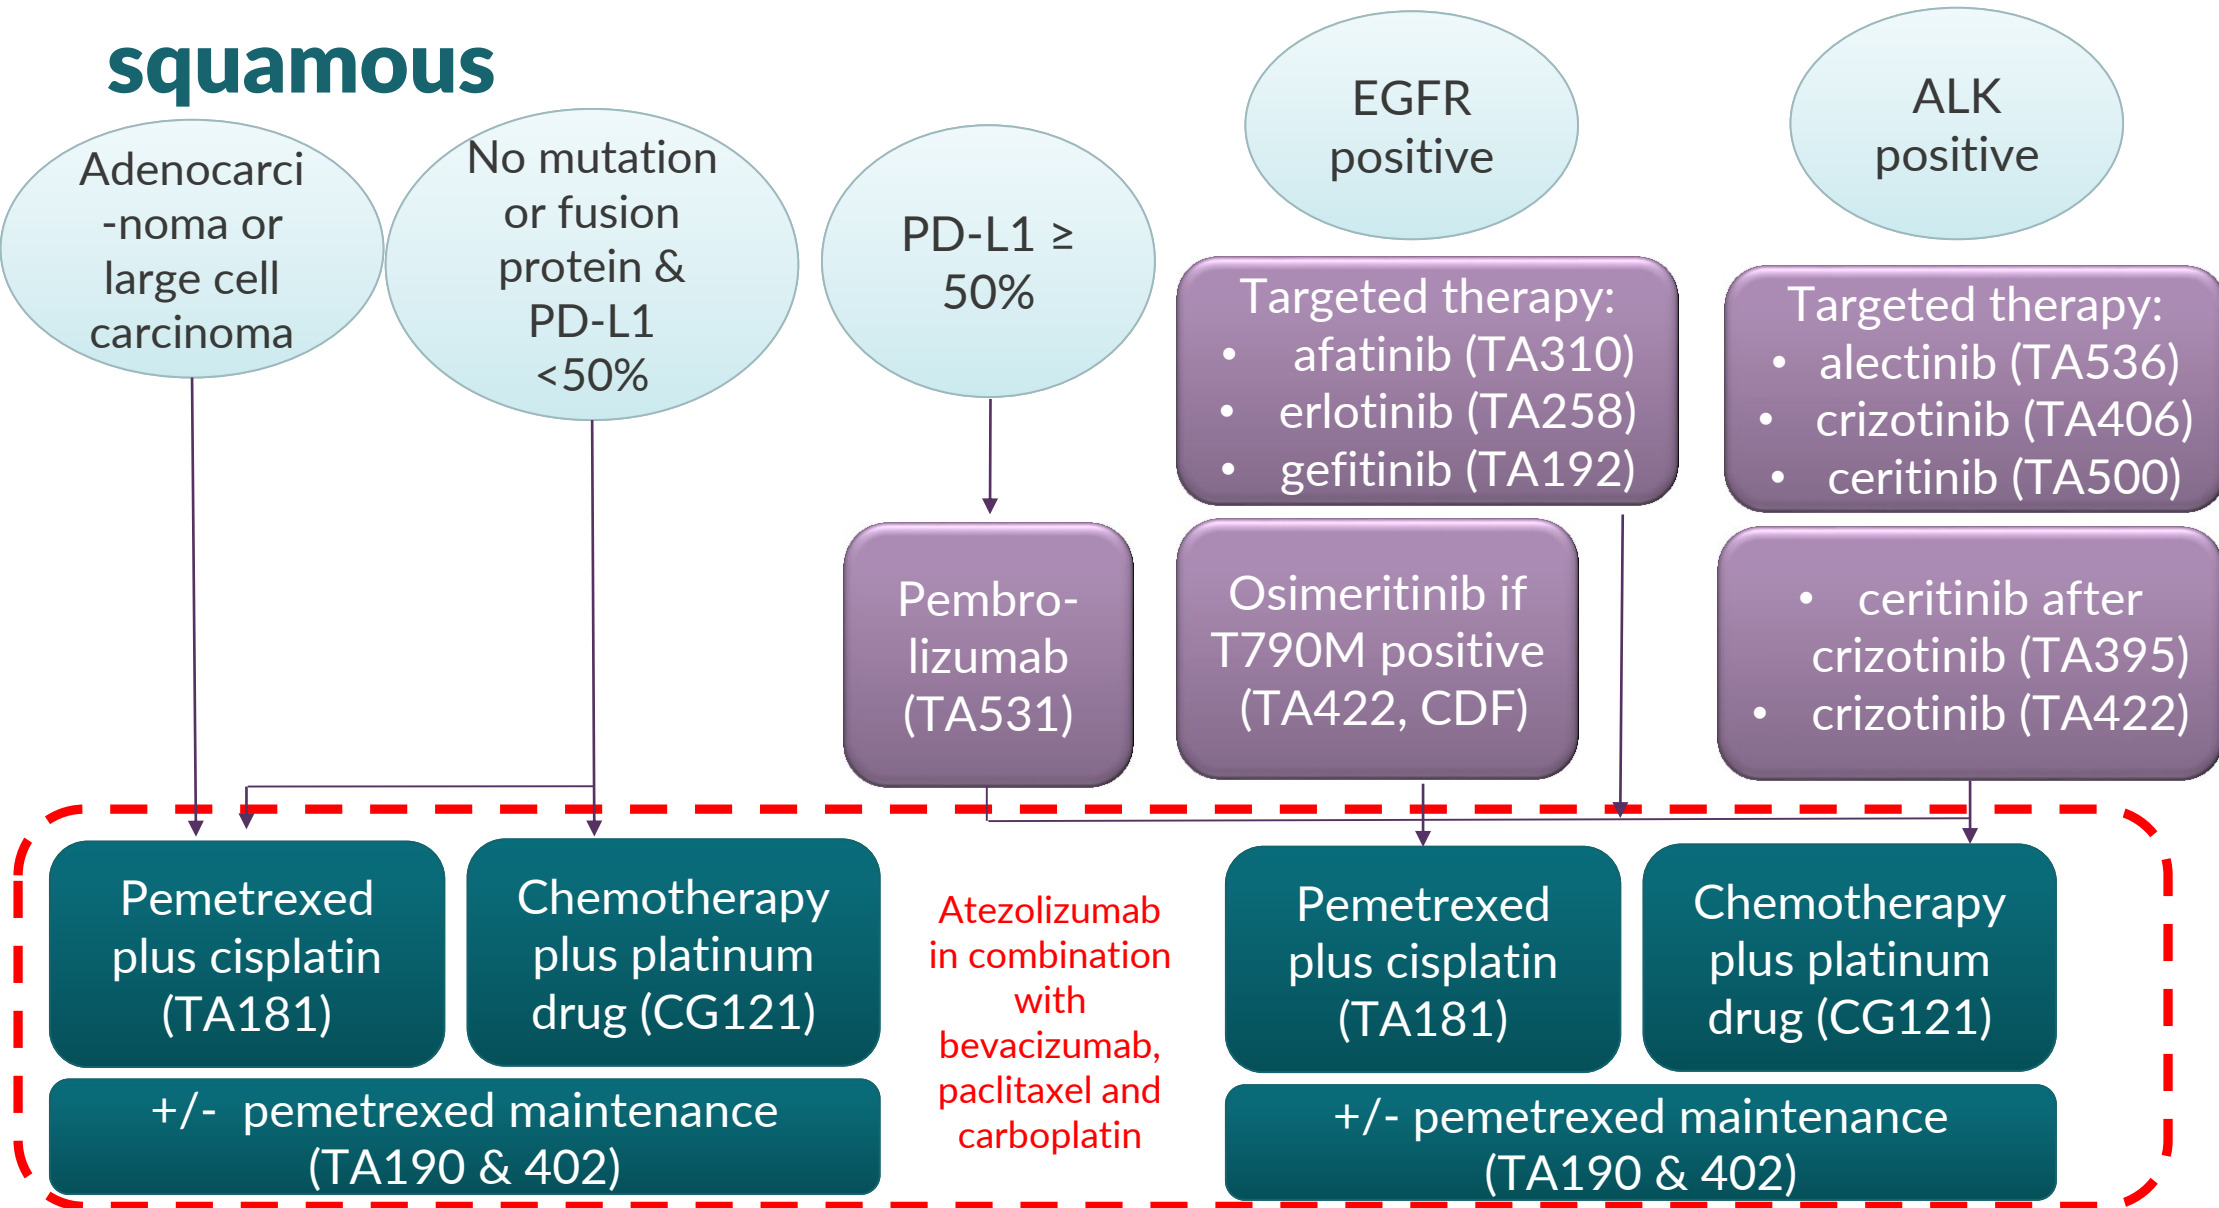 squamous
Adenocarci
-noma or
large cell
carcinoma
No mutation
or fusion
protein &
PD-L1
<50%
PD-L1 ≥
50%
EGFR
positive
ALK
positive
Targeted therapy:
• afatinib (TA310)
• erlotinib (TA258)
• gefitinib (TA192)
Targeted therapy:
• alectinib (TA536)
• crizotinib (TA406)
• ceritinib (TA500)
Pembro-
lizumab
(TA531)
Osimeritinib if
T790M positive
(TA422, CDF)
• ceritinib after
crizotinib (TA395)
• crizotinib (TA422)
Pemetrexed
plus cisplatin
(TA181)
Chemotherapy
plus platinum
drug (CG121)
+/- pemetrexed maintenance
(TA190 & 402)
Atezolizumab
in combination
with
bevacizumab,
paclitaxel and
carboplatin
Pemetrexed
plus cisplatin
(TA181)
Chemotherapy
plus platinum
drug (CG121)
+/- pemetrexed maintenance
(TA190 & 402)